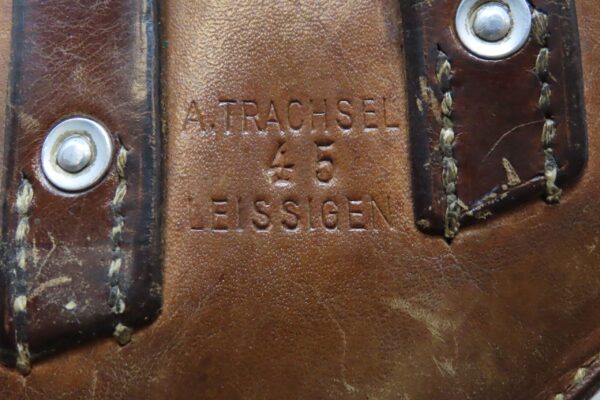 A. TRACHSEL
45
LEISSIGEN